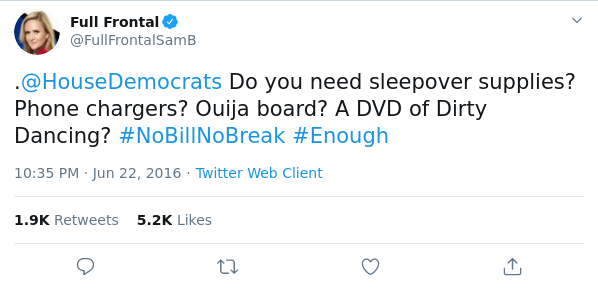 Full Frontal
@FullFrontalSamB
.@HouseDemocrats Do you need sleepover supplies?
Phone chargers? Ouija board? A DVD of Dirty
Dancing? #NoBillNoBreak #Enough
10:35 PM · Jun 22, 2016 · Twitter Web Client
1.9K Retweets 5.2K Likes